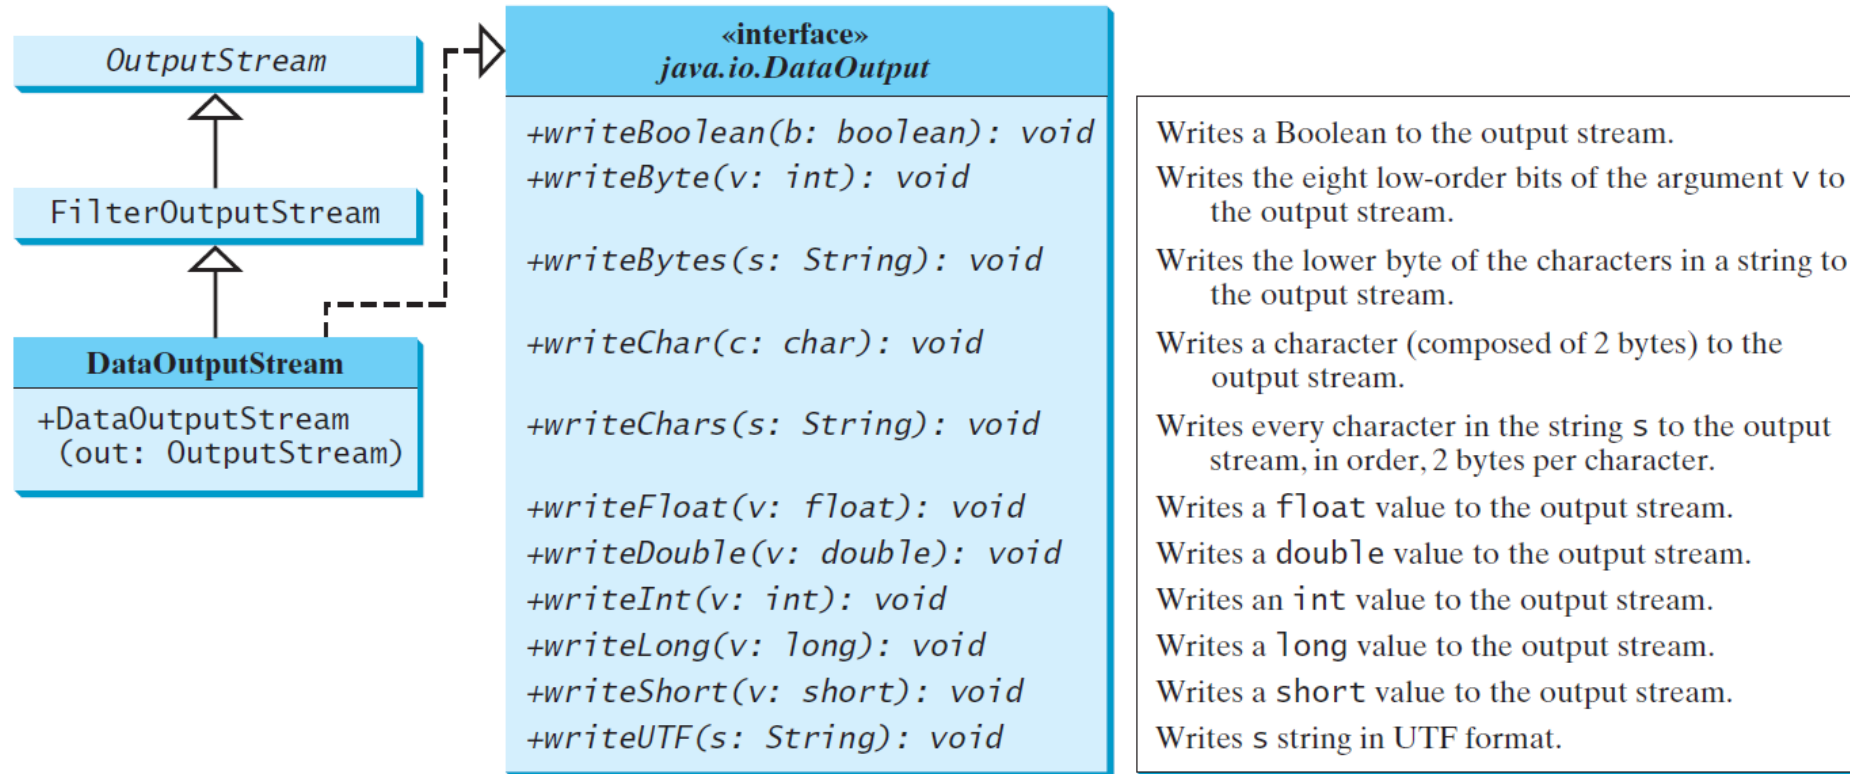 OutputStream
FilterOutputStream
DataOutputStream
+DataOutputStream
(out: OutputStream)
«interface»
java.io.DataOutput
+writeBoolean(b: boolean): void
+writeByte(v: int): void
+writeBytes(s: String): void
+writeChar(c: char): void
+writeChars(s: String): void
+writeFloat(v: float): void
+writeDouble(v: double): void
+writeInt(v: int): void
+writeLong(v: long): void
+writeShort(v: short): void
+writeUTF(s: String): void
Writes a Boolean to the output stream.
Writes the eight low-order bits of the argument v to
the output stream.
Writes the lower byte of the characters in a string to
the output stream.
Writes a character (composed of 2 bytes) to the
output stream.
Writes every character in the string s to the output
stream, in order, 2 bytes per character.
Writes a float value to the output stream.
Writes a double value to the output stream.
Writes an int value to the output stream.
Writes a long value to the output stream.
Writes a short value to the output stream.
Writes s string in UTF format.